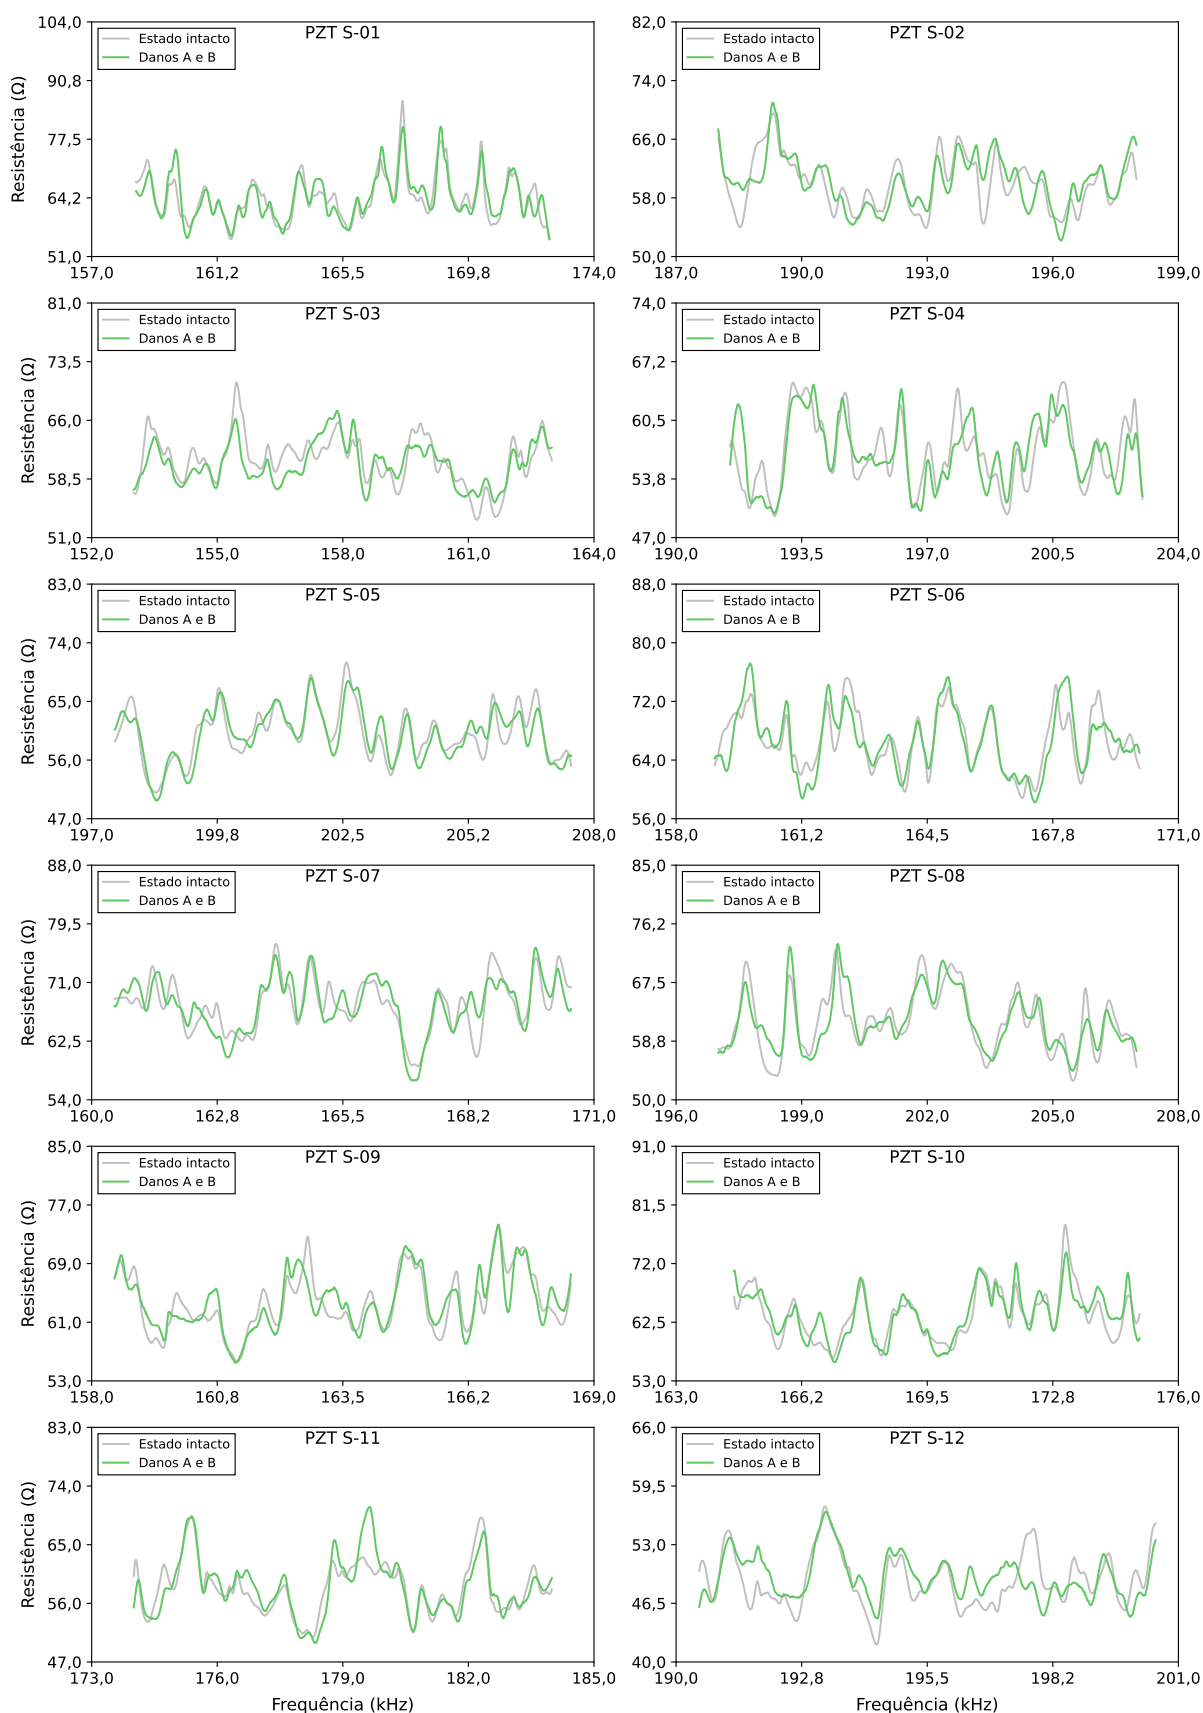 PZT S-01
Estado intacto
Danos A e B
Resistência (Ω)
104,0
90,8
77,5
64,2
51,0
157,0 161,2 165,5 169,8 174,0
PZT S-02
Estado intacto
Danos A e B
82,0
74,0
66,0
58,0
50,0
187,0 190,0 193,0 196,0 199,0
PZT S-03
Estado intacto
Danos A e B
Resistência (Ω)
81,0
73,5
66,0
58,5
51,0
152,0 155,0 158,0 161,0 164,0
PZT S-04
Estado intacto
Danos A e B
74,0
67,2
60,5
53,8
47,0
190,0 193,5 197,0 200,5 204,0
PZT S-05
Estado intacto
Danos A e B
Resistência (Ω)
83,0
74,0
65,0
56,0
47,0
197,0 199,8 202,5 205,2 208,0
PZT S-06
Estado intacto
Danos A e B
88,0
80,0
72,0
64,0
56,0
158,0 161,2 164,5 167,8 171,0
PZT S-07
Estado intacto
Danos A e B
Resistência (Ω)
88,0
79,5
71,0
62,5
54,0
160,0 162,8 165,5 168,2 171,0
PZT S-08
Estado intacto
Danos A e B
85,0
76,2
67,5
58,8
50,0
196,0 199,0 202,0 205,0 208,0
PZT S-09
Estado intacto
Danos A e B
Resistência (Ω)
85,0
77,0
69,0
61,0
53,0
158,0 160,8 163,5 166,2 169,0
PZT S-10
Estado intacto
Danos A e B
91,0
81,5
72,0
62,5
53,0
163,0 166,2 169,5 172,8 176,0
PZT S-11
Estado intacto
Danos A e B
Resistência (Ω)
83,0
74,0
65,0
56,0
47,0
173,0 176,0 179,0 182,0 185,0
Frequência (kHz)
PZT S-12
Estado intacto
Danos A e B
66,0
59,5
53,0
46,5
40,0
190,0 192,8 195,5 198,2 201,0
Frequência (kHz)